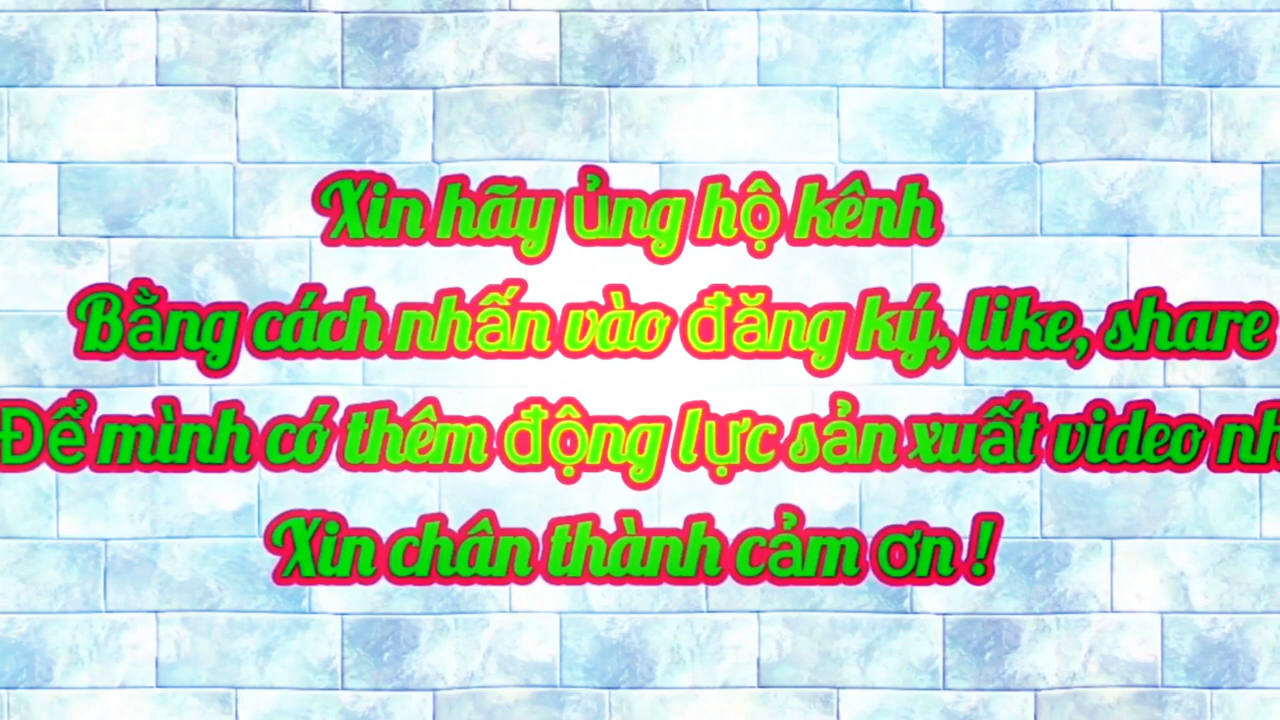 Xin hãy ủng hộ kênh
Bằng cách nhấn vào đăng ký, like, share
Để mình có thêm động lực sản xuất video nh
Xin chân thành cảm ơn !